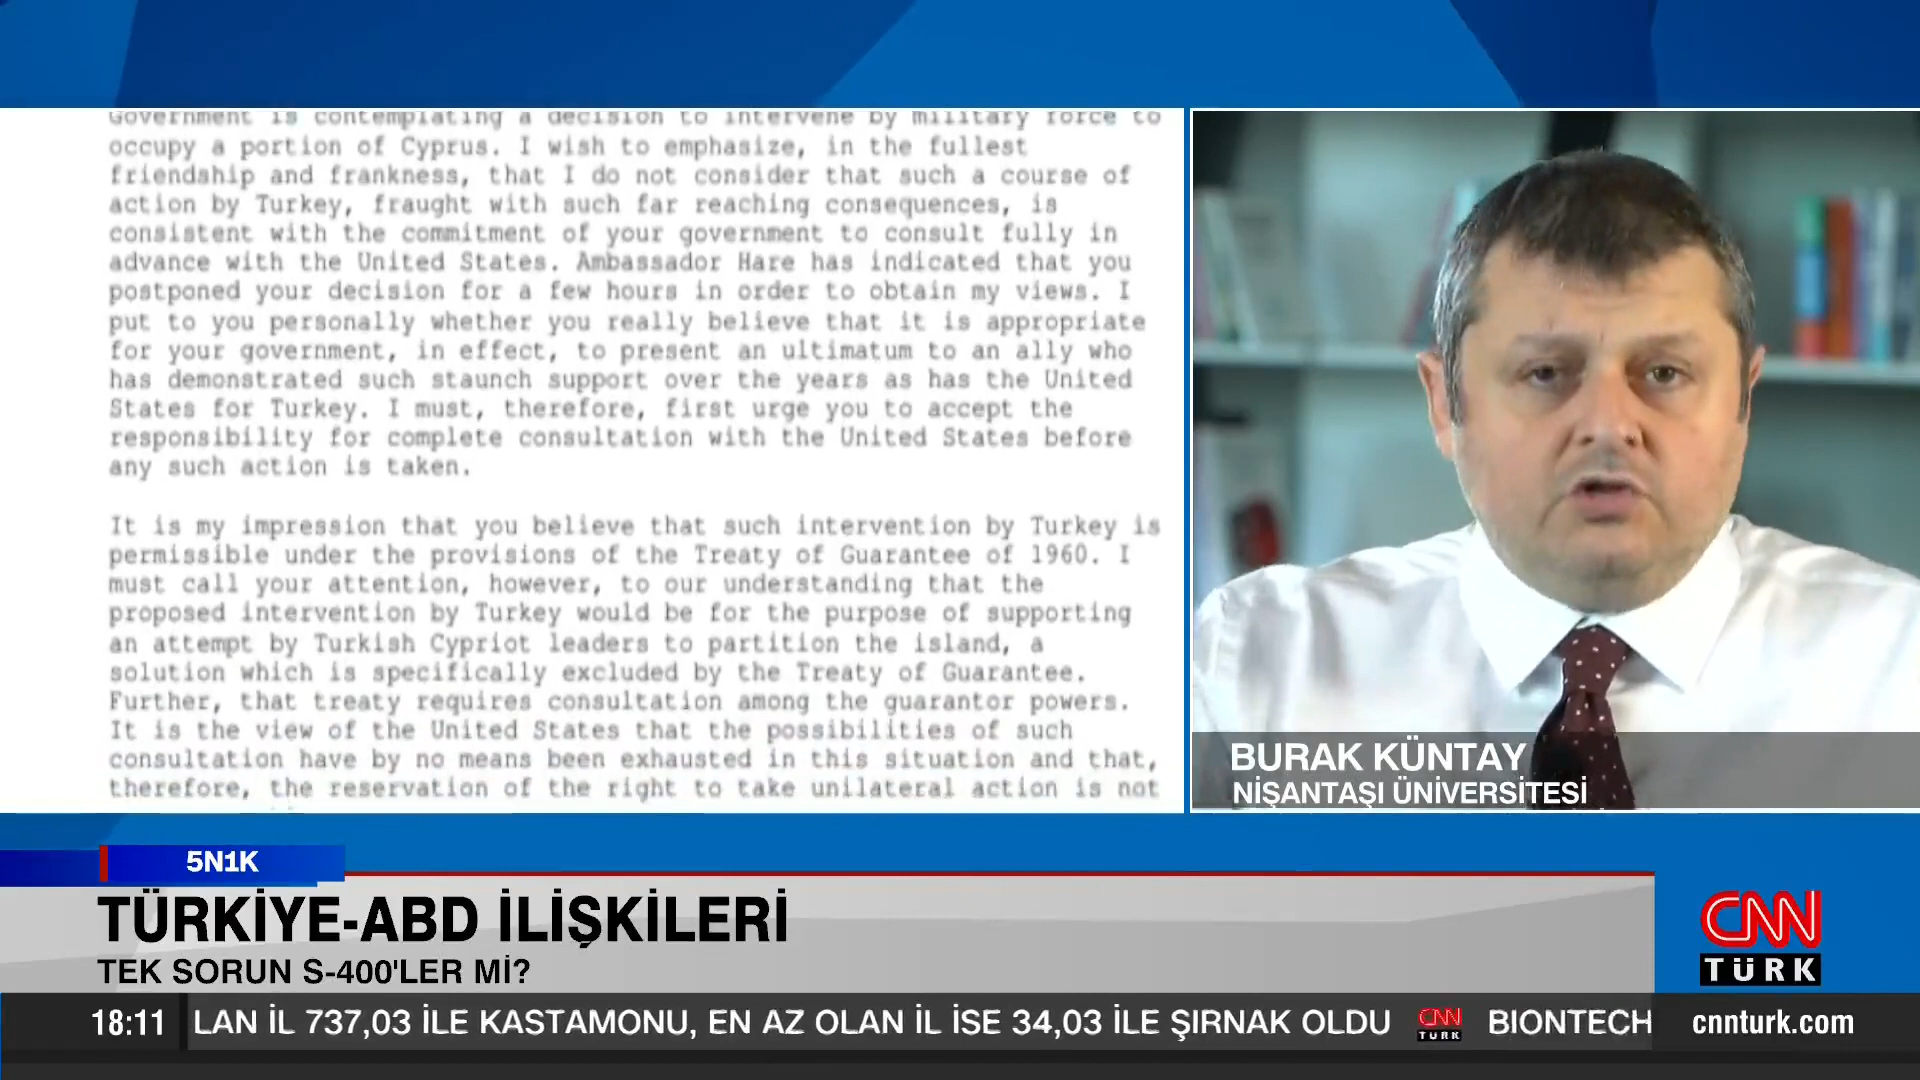 Government is contemplating a decision to intervene by military force to
occupy a portion of Cyprus. I wish to emphasize, in the fullest
friendship and frankness, that I do not consider that such a course of
action by Turkey, fraught with such far reaching consequences, is
consistent with the commitment of your government to consult fully in
advance with the United States. Ambassador Hare has indicated that you
postponed your decision for a few hours in order to obtain my views. I
put to you personally whether you really believe that it is appropriate
for your government, in effect, to present an ultimatum to an ally who
has demonstrated such staunch support over the years as has the United
States for Turkey. I must, therefore, first urge you to accept the
responsibility for complete consultation with the United States before
any such action is taken.
It is my impression that you believe that such intervention by Turkey is
permissible under the provisions of the Treaty of Guarantee of 1960. I
must call your attention, however, to our understanding that the
proposed intervention by Turkey would be for the purpose of supporting
an attempt by Turkish Cypriot leaders to partition the island, a
solution which is specifically excluded by the Treaty of Guarantee.
Further, that treaty requires consultation among the guarantor powers.
It is the view of the United States that the possibilities of such
consultation have by no means been exhausted in this situation and that,
therefore, the reservation of the right to take unilateral action is not
BURAK KÜNTAY
NİŞANTAŞI ÜNİVERSİTESİ
5N1K
TÜRKİYE-ABD İLİŞKİLERİ
TEK SORUN S-400'LER Mİ?
CNN
TÜRK
18:11
LAN İL 737,03 İLE KASTAMONU, EN AZ OLAN İL İSE 34,03 İLE ŞIRNAK OLDU
CNN
TÜRK
BIONTECH
cnnturk.com